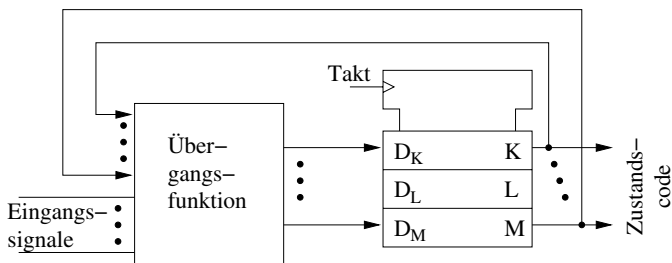 Takt
Über–
gangs–
funktion
Eingangs–
signale
D_K K
D_L L
D_M M
Zustands–
code